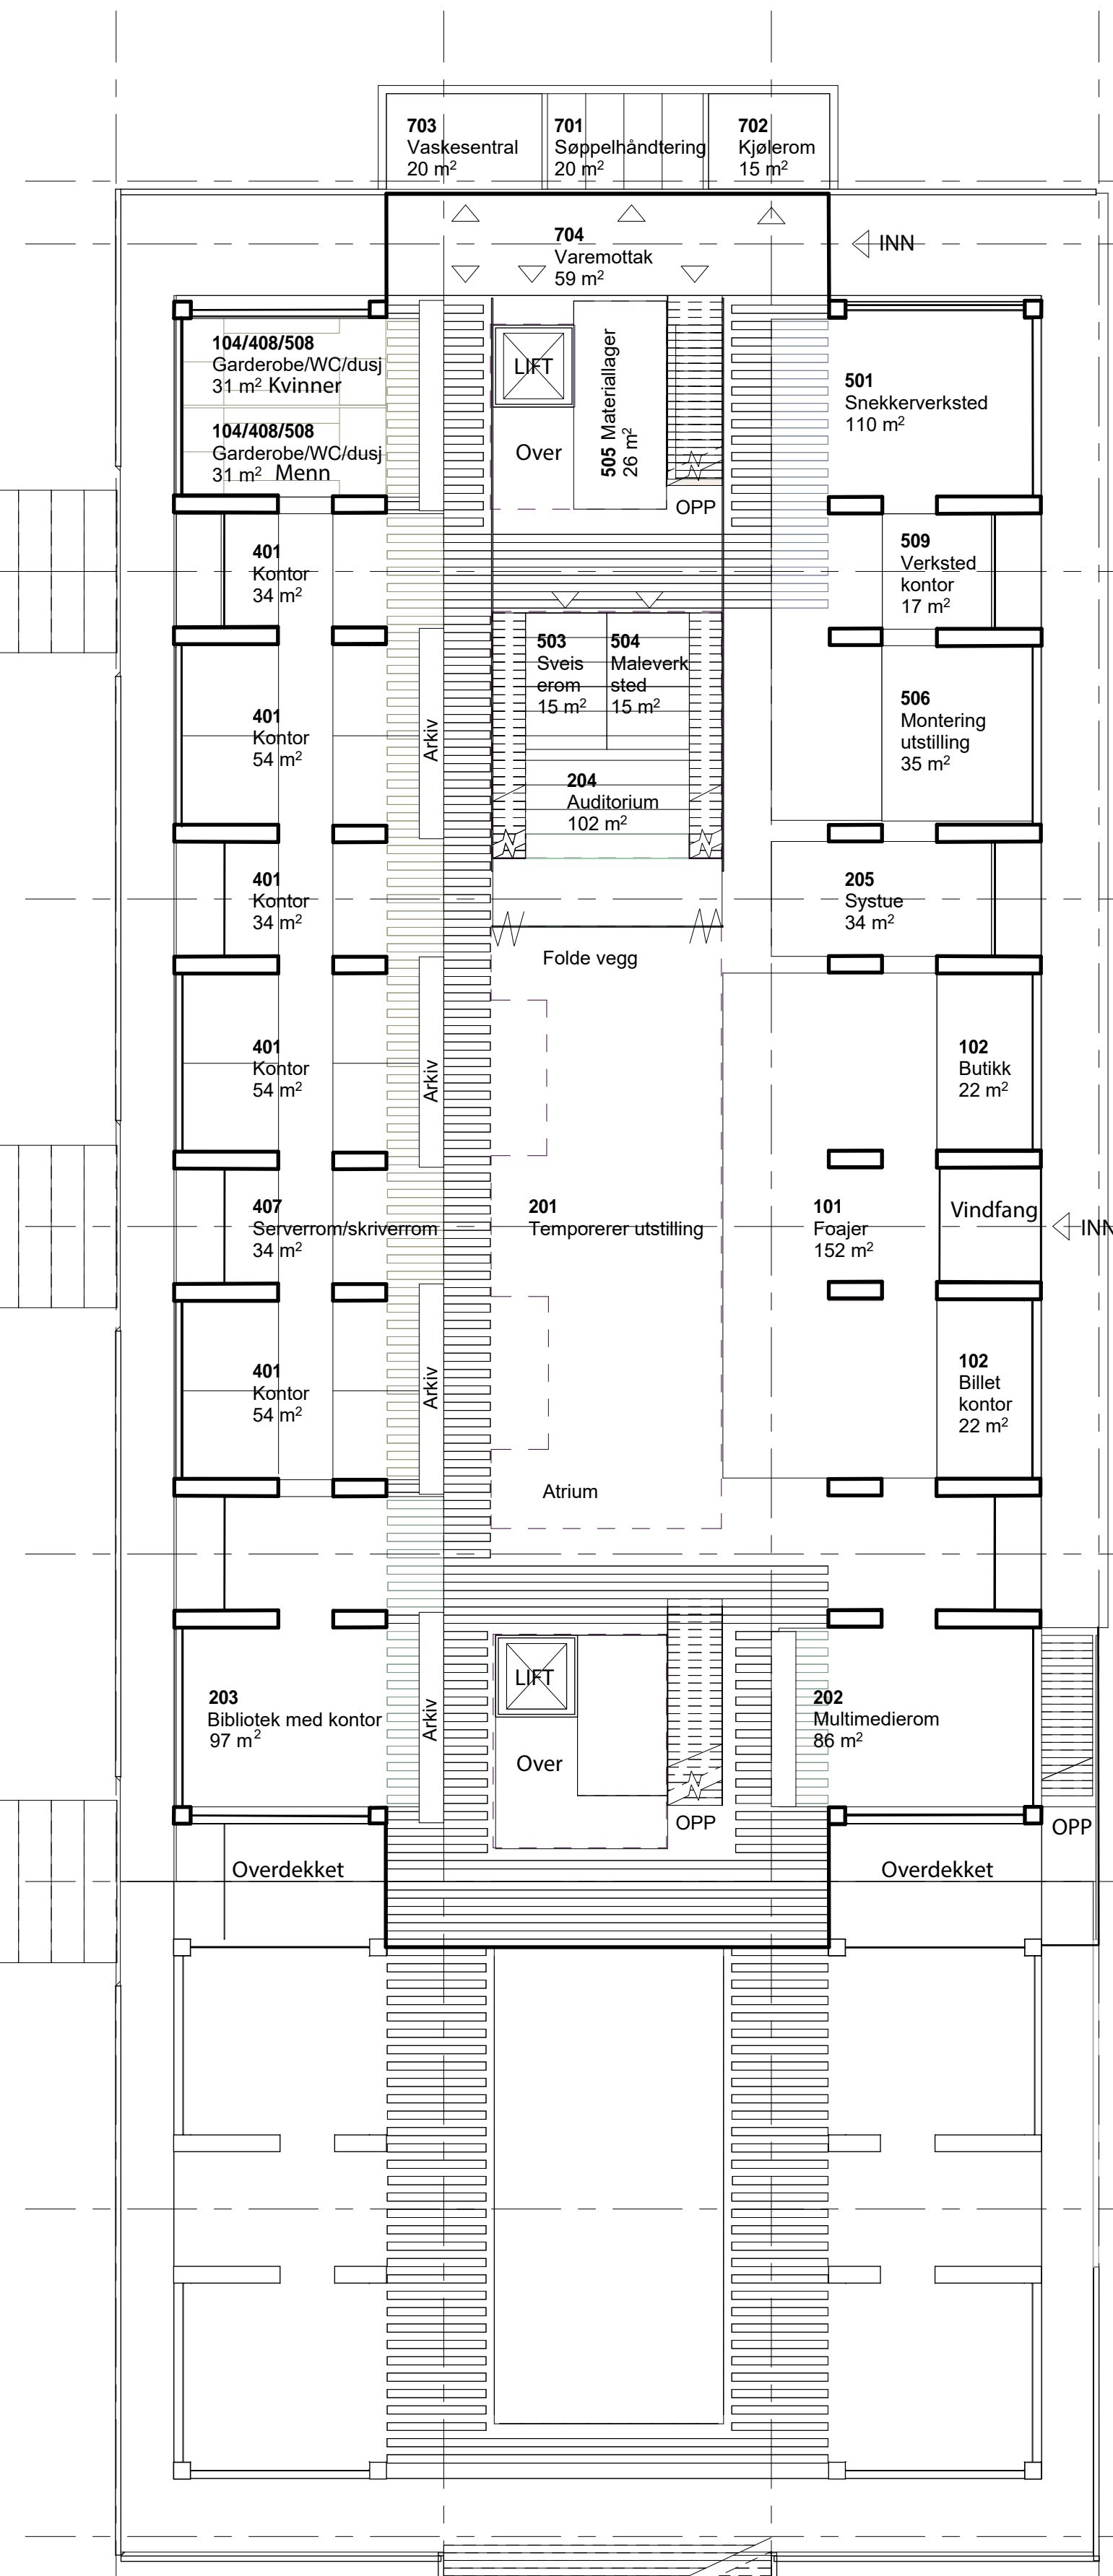 703
Vaskesentral
20 m²
701
Søppelhåndtering
20 m²
702
Kjølerom
15 m²
704
Varemottak
59 m²
INN
104/408/508
Garderobe/WC/dusj
31 m² Kvinner
104/408/508
Garderobe/WC/dusj
31 m² Menn
LIFT
Over
505 Materiallager
26 m²
OPP
501
Snekkerverksted
110 m²
401
Kontor
34 m²
509
Verksted
kontor
17 m²
503
Sveis
erom
15 m²
504
Maleverk
sted
15 m²
401
Kontor
54 m²
Arkiv
506
Montering
utstilling
35 m²
204
Auditorium
102 m²
401
Kontor
34 m²
205
Systue
34 m²
Folde vegg
401
Kontor
54 m²
Arkiv
102
Butikk
22 m²
407
Serverrom/skriverrom
34 m²
201
Temporerer utstilling
101
Foajer
152 m²
Vindfang
INN
401
Kontor
54 m²
Arkiv
102
Billet
kontor
22 m²
Atrium
203
Bibliotek med kontor
97 m²
Arkiv
LIFT
Over
OPP
202
Multimedierom
86 m²
OPP
Overdekket
Overdekket